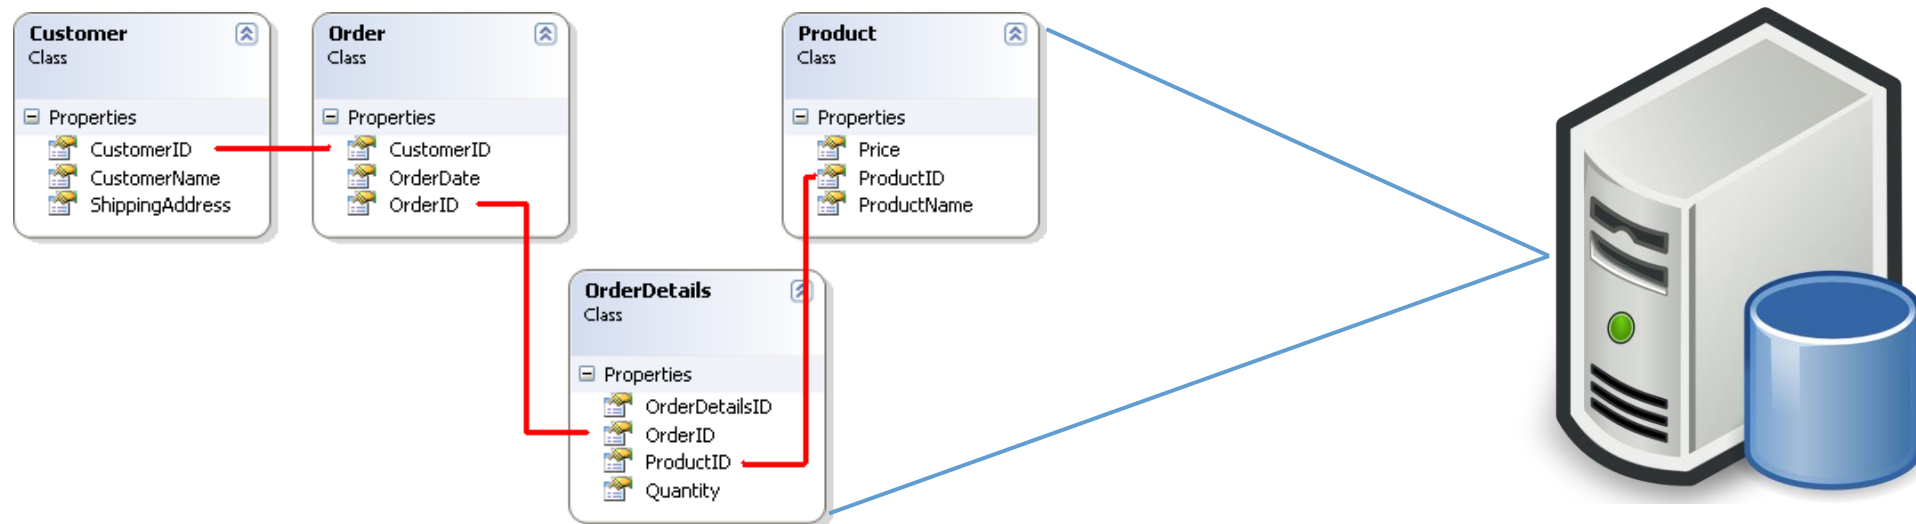 Customer
Class
Properties
CustomerID
CustomerName
ShippingAddress
Order
Class
Properties
CustomerID
OrderDate
OrderID
Product
Class
Properties
Price
ProductID
ProductName
OrderDetails
Class
Properties
OrderDetailsID
OrderID
ProductID
Quantity